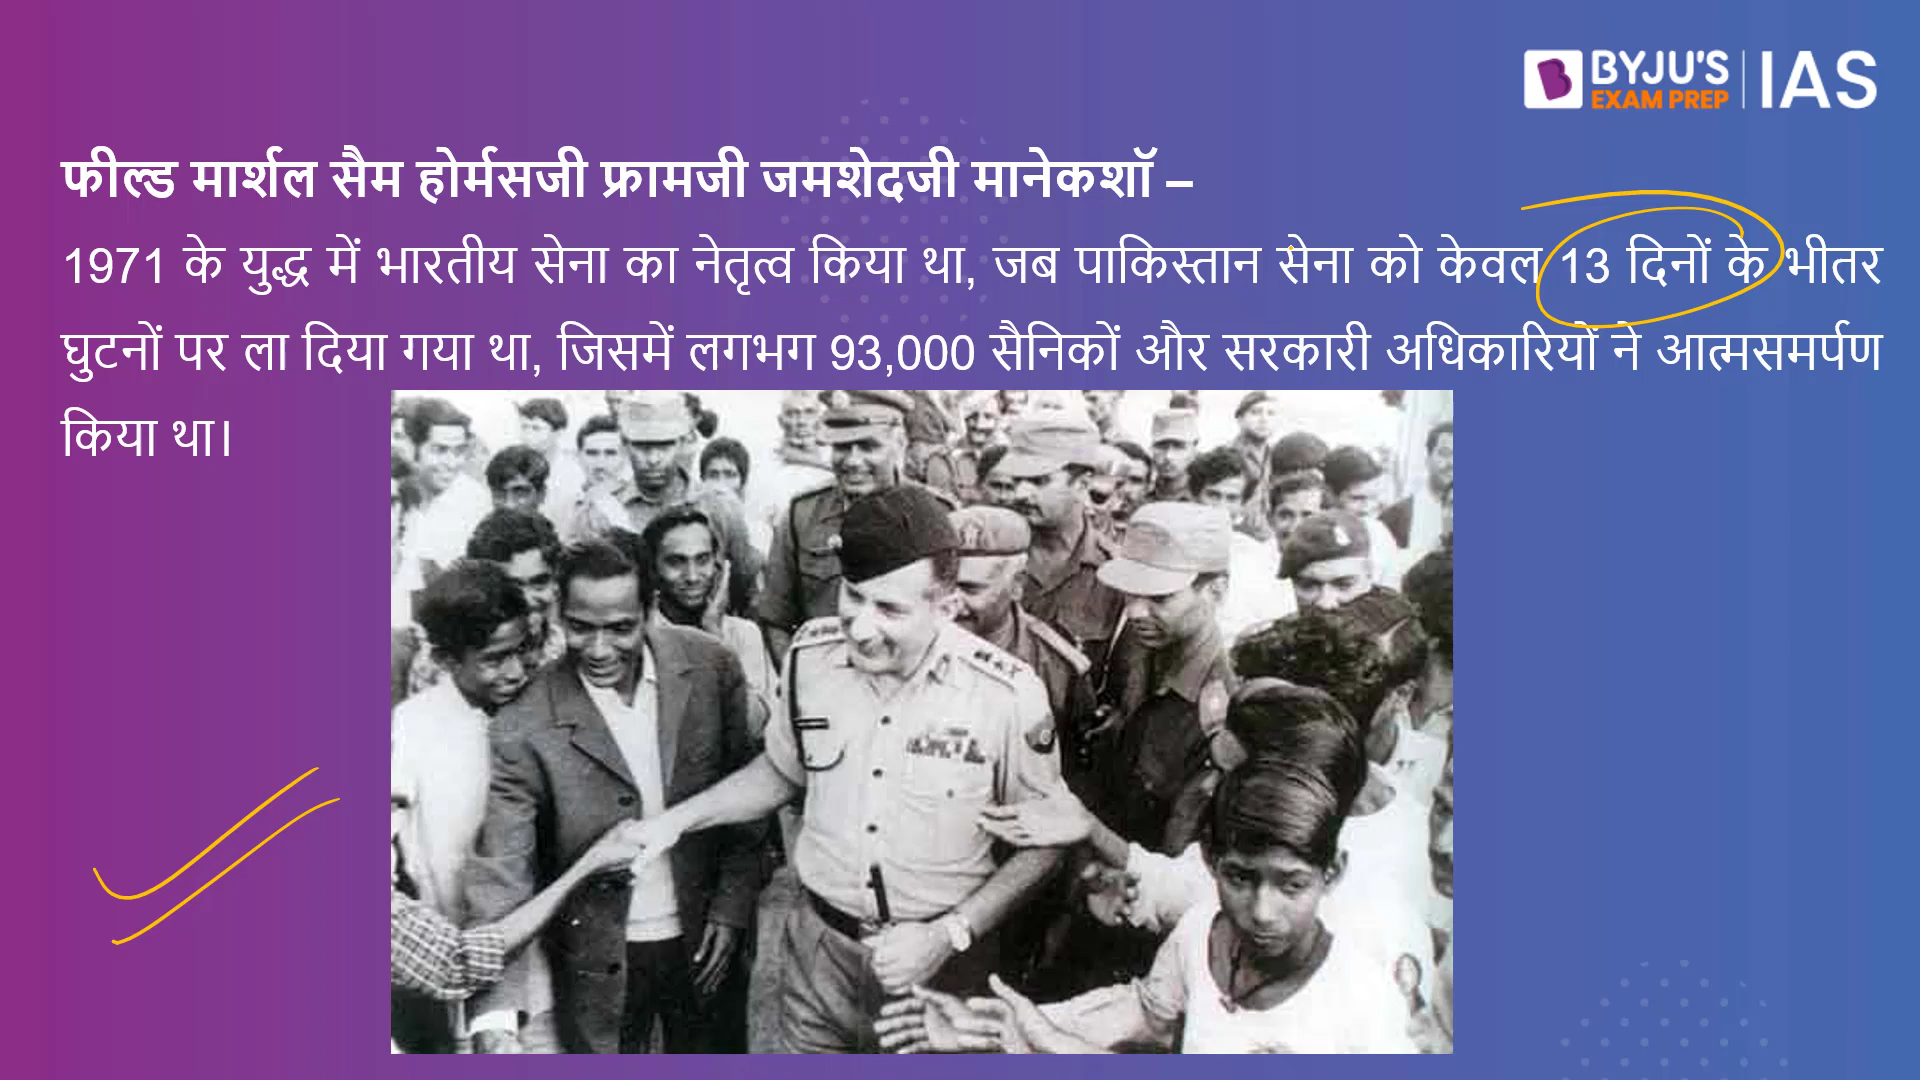 BYJU'S
EXAM PREP
IAS
फील्ड मार्शल सैम होर्मसजी फ्रामजी जमशेदजी मानेकशॉ –
1971 के युद्ध में भारतीय सेना का नेतृत्व किया था, जब पाकिस्तान सेना को केवल 13 दिनों के भीतर
घुटनों पर ला दिया गया था, जिसमें लगभग 93,000 सैनिकों और सरकारी अधिकारियों ने आत्मसमर्पण
किया था।